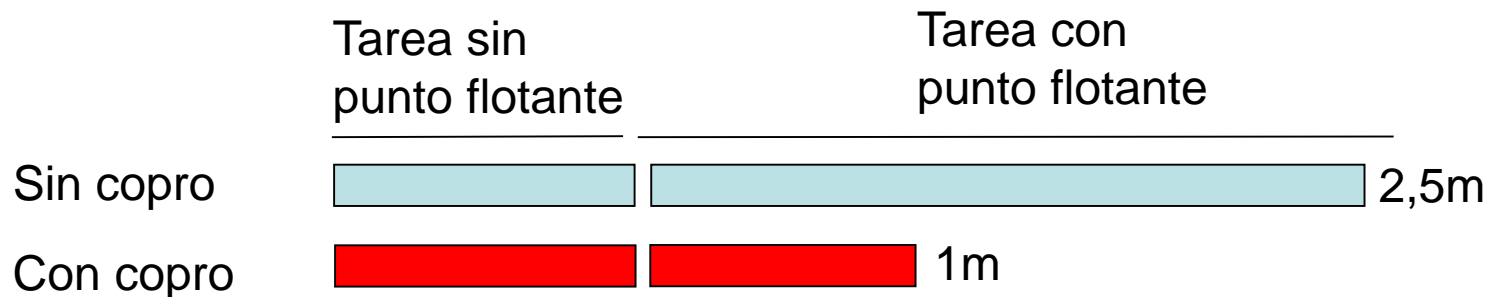 Tarea sin
punto flotante
Tarea con
punto flotante
Sin copro
2,5m
Con copro
1m